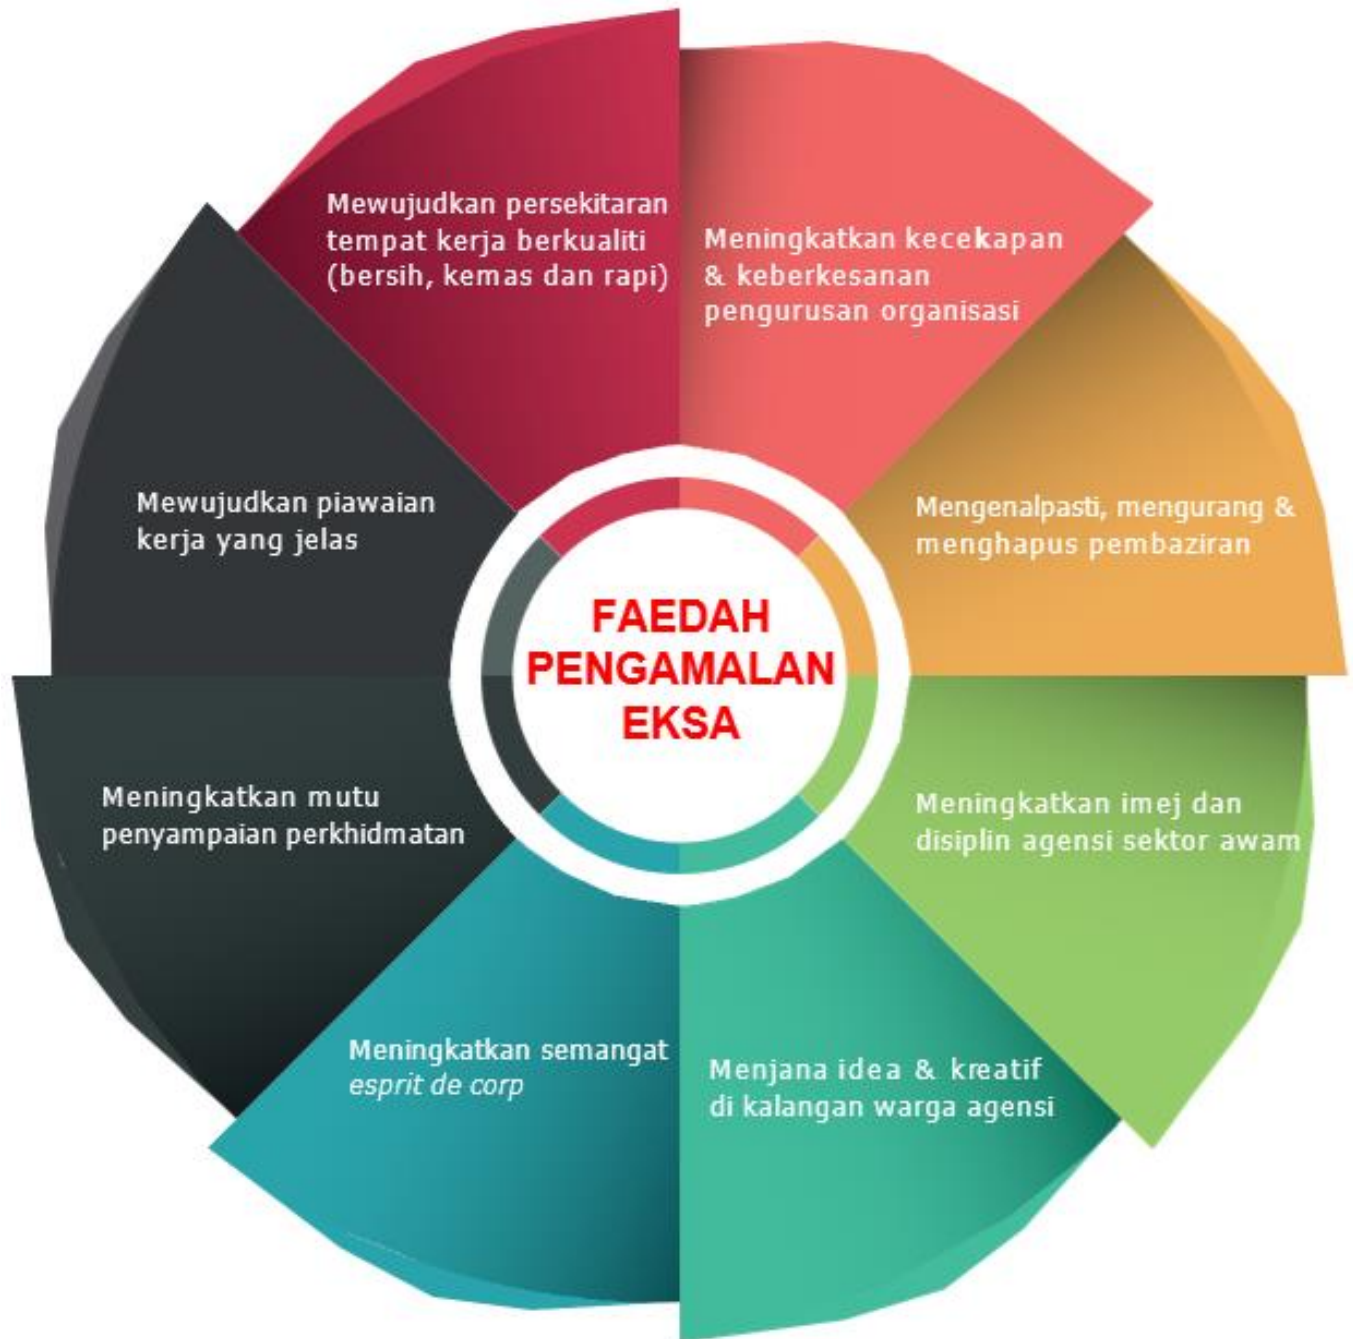 Mewujudkan persekitaran
tempat kerja berkualiti
(bersih, kemas dan rapi)
Meningkatkan kecekapan
& keberkesanan
pengurusan organisasi
Mengenalpasti, mengurang &
menghapus pembaziran
Meningkatkan imej dan
disiplin agensi sektor awam
Menjana idea & kreatif
di kalangan warga agensi
Meningkatkan semangat
esprit de corp
Meningkatkan mutu
penyampaian perkhidmatan
Mewujudkan piawaian
kerja yang jelas
FAEDAH
PENGAMALAN
EKSA